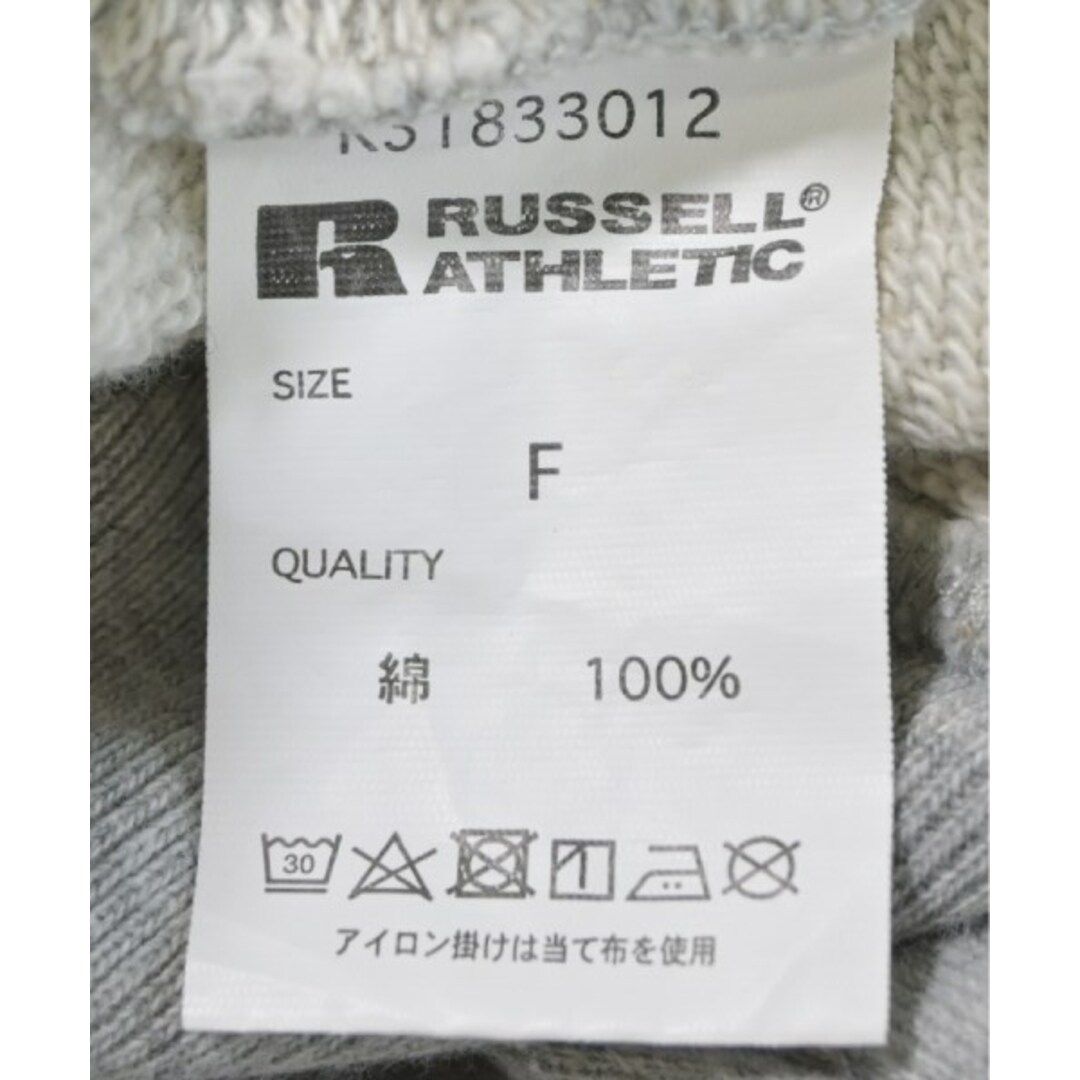 1833012
RUSSELL®
ATHLETIC
SIZE
F
QUALITY
綿 100%
30
アイロン掛けは当て布を使用